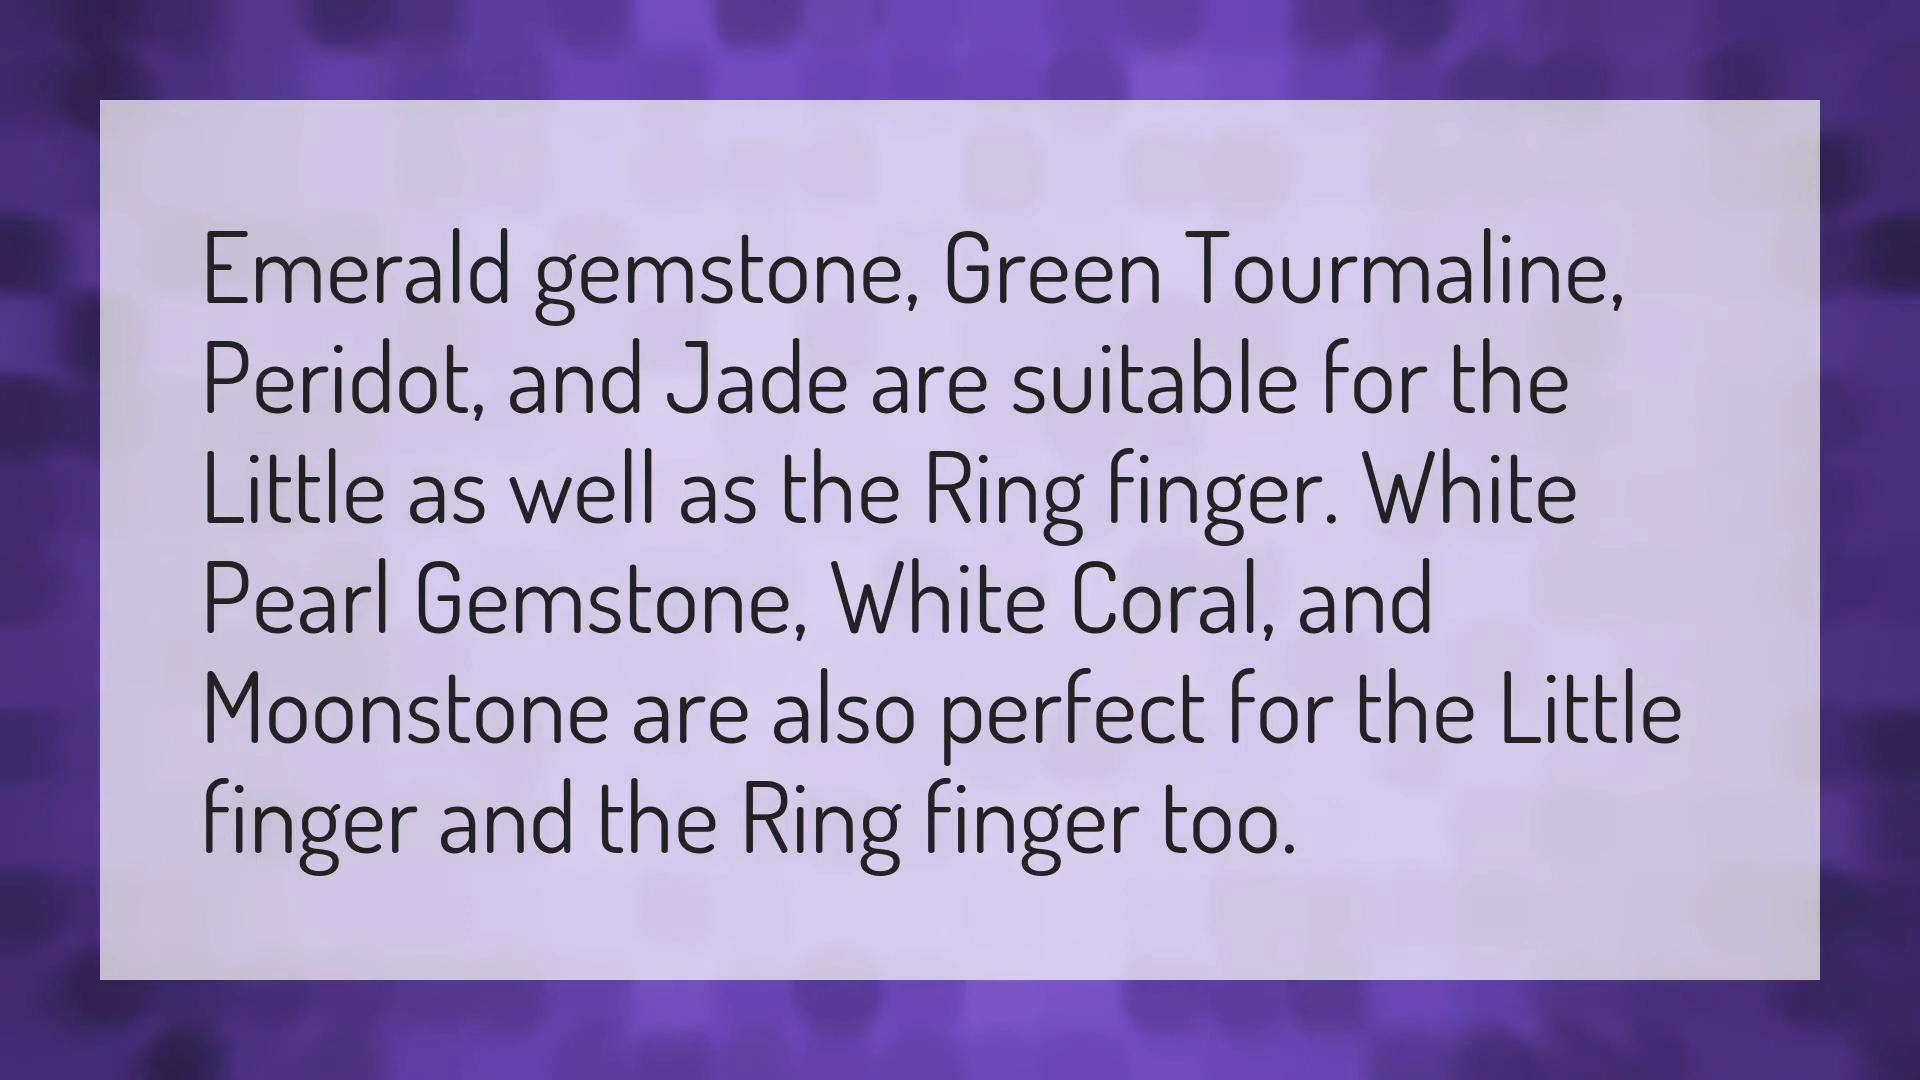 Emerald gemstone, Green Tourmaline,
Peridot, and Jade are suitable for the
Little as well as the Ring finger. White
Pearl Gemstone, White Coral, and
Moonstone are also perfect for the Little
finger and the Ring finger too.